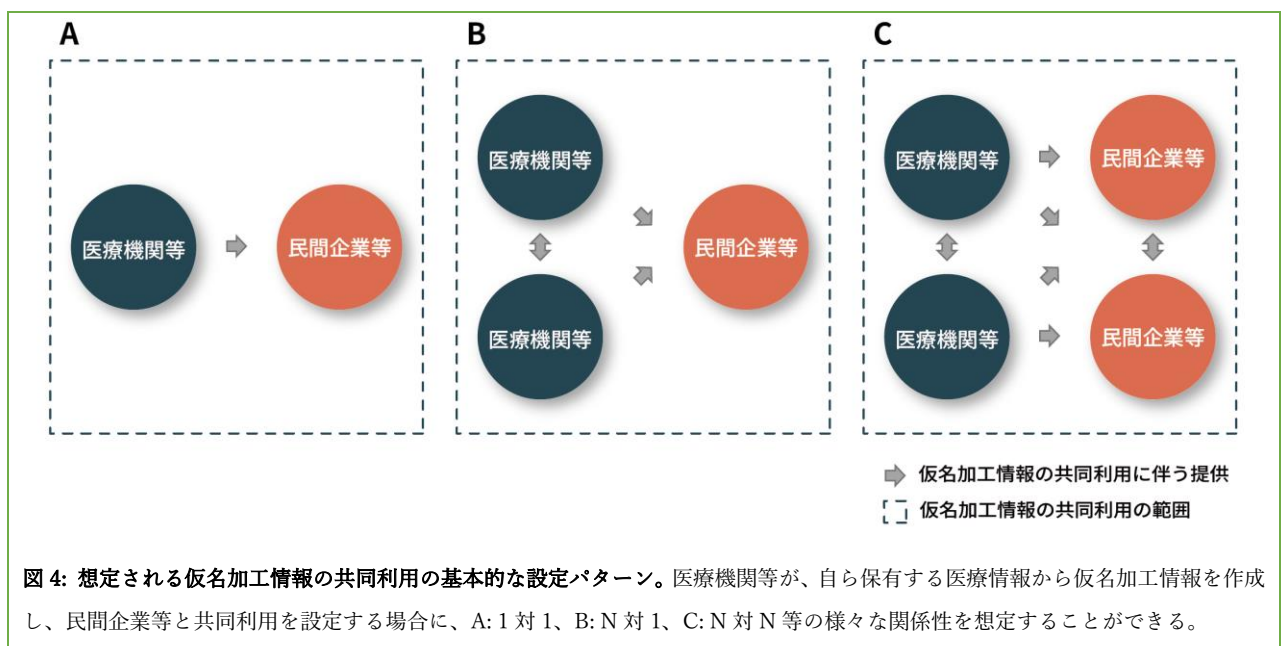 A
医療機関等
民間企業等
B
医療機関等
医療機関等
民間企業等
C
医療機関等
民間企業等
医療機関等
民間企業等
仮名加工情報の共同利用に伴う提供
仮名加工情報の共同利用の範囲
図 4: 想定される仮名加工情報の共同利用の基本的な設定パターン。医療機関等が、自ら保有する医療情報から仮名加工情報を作成
し、民間企業等と共同利用を設定する場合に、A: 1 対 1、B: N 対 1、C: N 対 N 等の様々な関係性を想定することができる。